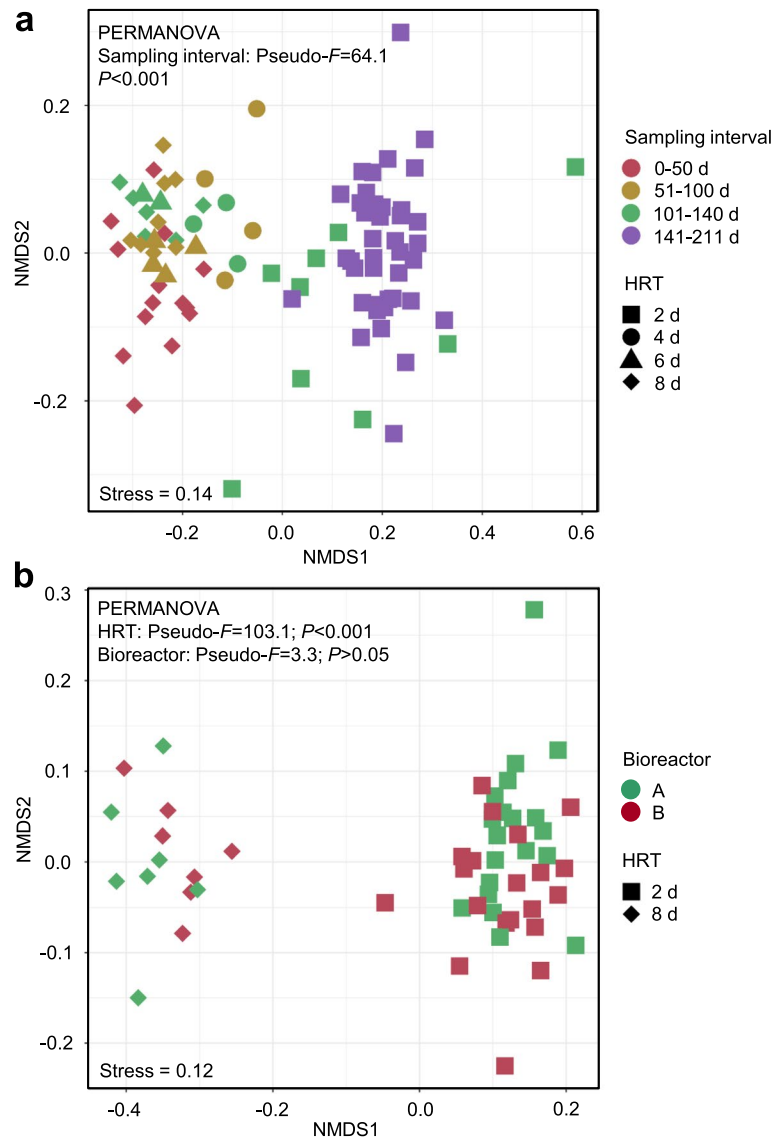 a
PERMANOVA
Sampling interval: Pseudo-F=64.1
P<0.001
0.2
0.0
-0.2
NMDS2
Stress = 0.14
-0.2 0.0 0.2 0.4 0.6
NMDS1
Sampling interval
0-50 d
51-100 d
101-140 d
141-211 d
HRT
2 d
4 d
6 d
8 d
b
PERMANOVA
HRT: Pseudo-F=103.1; P<0.001
Bioreactor: Pseudo-F=3.3; P>0.05
0.3
0.2
0.1
0.0
-0.1
-0.2
NMDS2
Stress = 0.12
-0.4 -0.2 0.0 0.2
NMDS1
Bioreactor
A
B
HRT
2 d
8 d